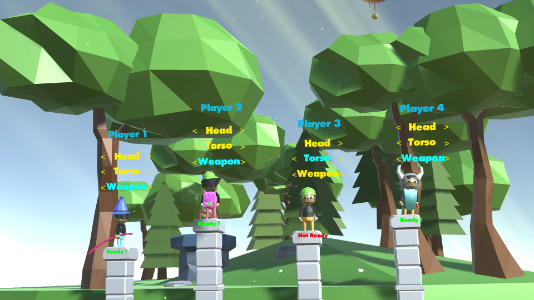 Player 1
< Head >
< Torso >
<Weapon>
Ready!
Player 2
< Head >
< Torso >
<Weapon>
Ready!
Player 3
< Head >
< Torso >
<Weapon>
Not Ready
Player 4
< Head >
< Torso >
<Weapon>
Ready!